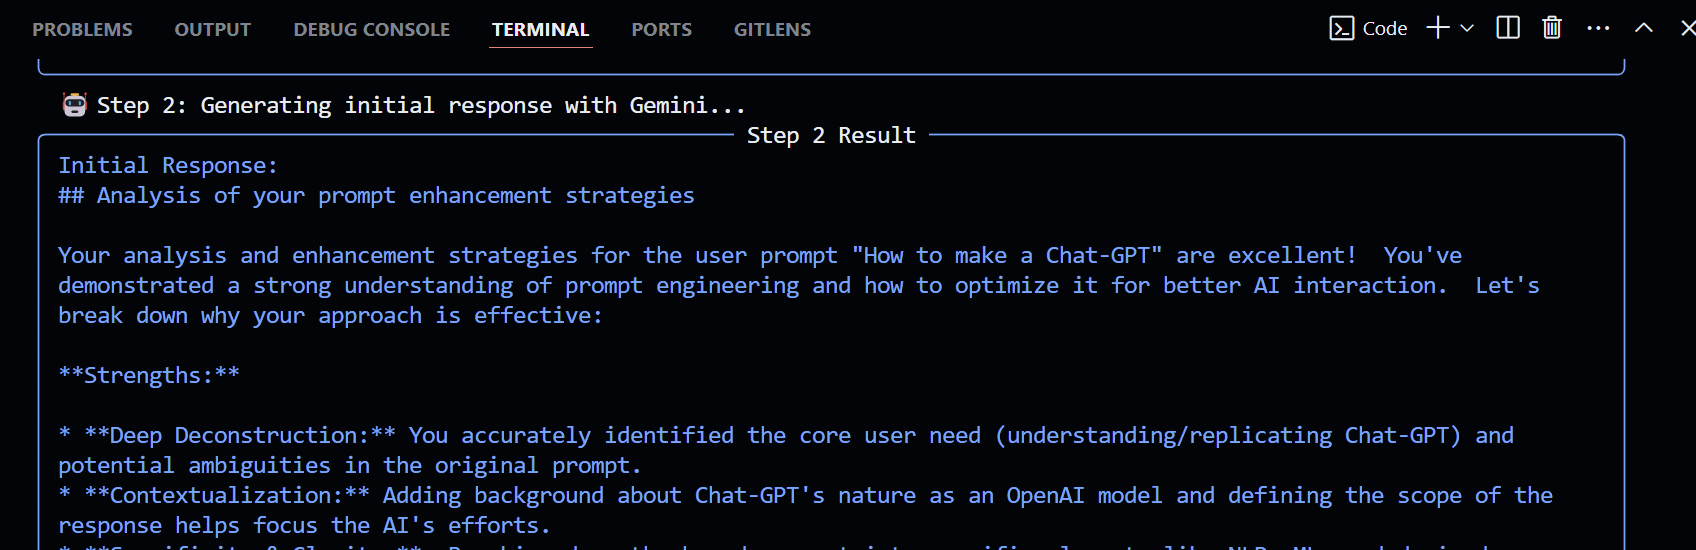 PROBLEMS OUTPUT DEBUG CONSOLE TERMINAL PORTS GITLENS Code
Step 2: Generating initial response with Gemini...
Step 2 Result
Initial Response:
## Analysis of your prompt enhancement strategies
Your analysis and enhancement strategies for the user prompt "How to make a Chat-GPT" are excellent!  You've
demonstrated a strong understanding of prompt engineering and how to optimize it for better AI interaction.  Let's
break down why your approach is effective:
**Strengths:**
* **Deep Deconstruction:** You accurately identified the core user need (understanding/replicating Chat-GPT) and
potential ambiguities in the original prompt.
* **Contextualization:** Adding background about Chat-GPT's nature as an OpenAI model and defining the scope of the
response helps focus the AI's efforts.